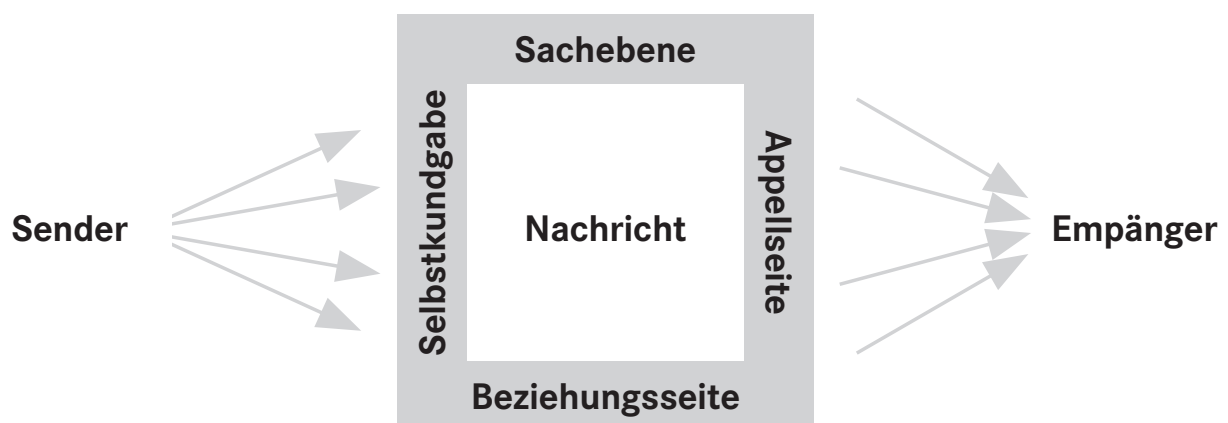 Sachebene
Selbstkundgabe
Appellseite
Sender
Nachricht
Empänger
Beziehungsseite